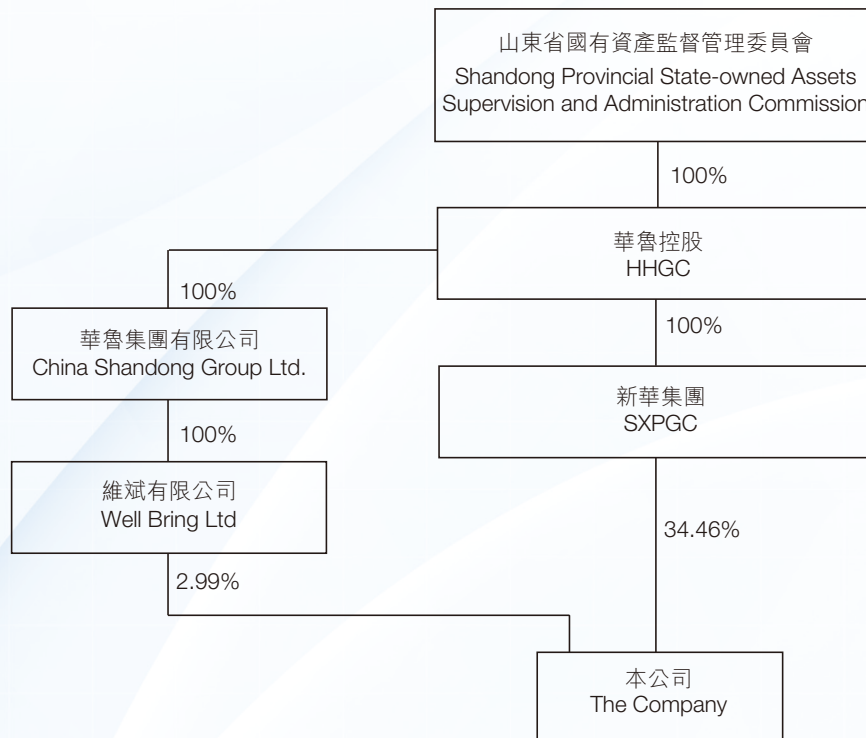 山東省國有資產監督管理委員會
Shandong Provincial State-owned Assets
Supervision and Administration Commission
100%
華魯控股
HHGC
100%
華魯集團有限公司
China Shandong Group Ltd.
100%
新華集團
SXPGC
100%
維斌有限公司
Well Bring Ltd
34.46%
2.99%
本公司
The Company